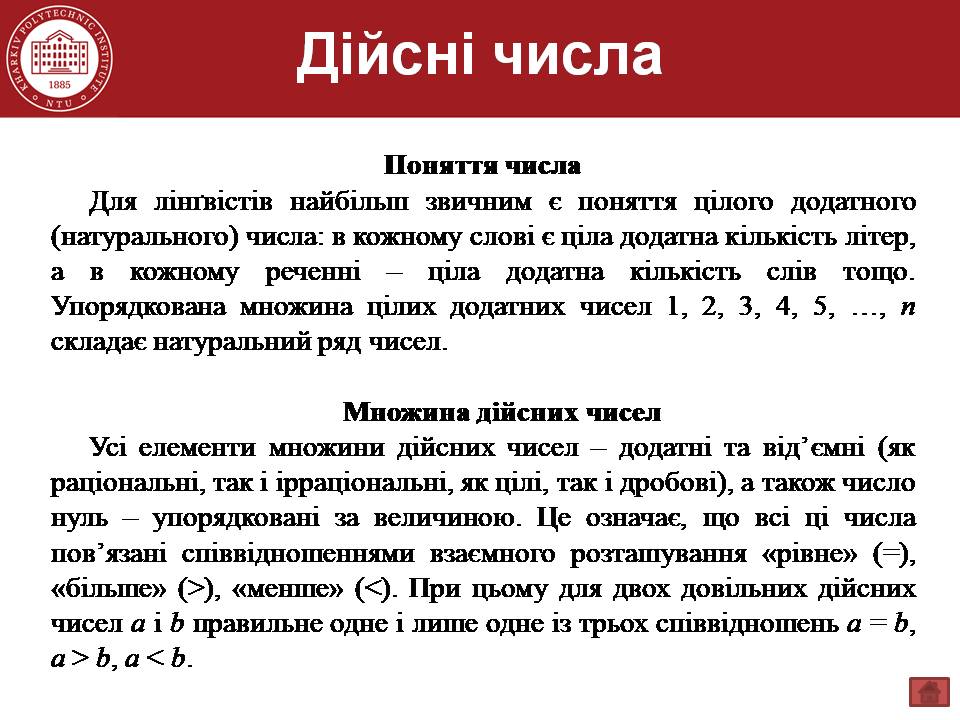 KHARKIV POLYTECHNIC INSTITUTE
1885
NTU
Дійсні числа
Поняття числа
Для лінґвістів найбільш звичним є поняття цілого додатного
(натурального) числа: в кожному слові є ціла додатна кількість літер,
а в кожному реченні – ціла додатна кількість слів тощо.
Упорядкована множина цілих додатних чисел 1, 2, 3, 4, 5, …, n
складає натуральний ряд чисел.
Множина дійсних чисел
Усі елементи множини дійсних чисел – додатні та від’ємні (як
раціональні, так і ірраціональні, як цілі, так і дробові), а також число
нуль – упорядковані за величиною. Це означає, що всі ці числа
пов’язані співвідношеннями взаємного розташування «рівне» (=),
«більше» (>), «менше» (<). При цьому для двох довільних дійсних
чисел a і b правильне одне і лише одне із трьох співвідношень a = b,
a > b, a < b.